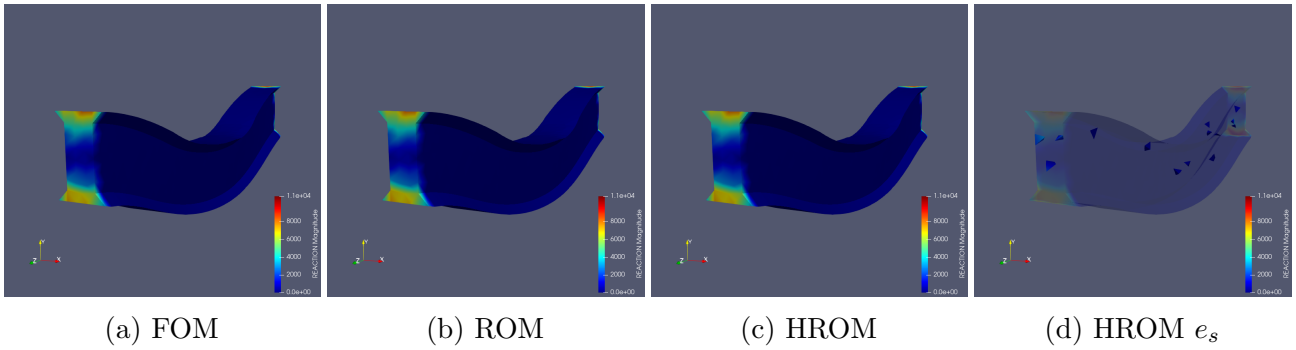 1.1e+04
8000
6000
4000
2000
0.0e+00
REACTION Magnitude
Y
Z X
1.1e+04
8000
6000
4000
2000
0.0e+00
REACTION Magnitude
Y
Z X
1.1e+04
8000
6000
4000
2000
0.0e+00
REACTION Magnitude
Y
Z X
1.1e+04
8000
6000
4000
2000
0.0e+00
REACTION Magnitude
Y
Z X
(a) FOM
(b) ROM
(c) HROM
(d) HROM e_s